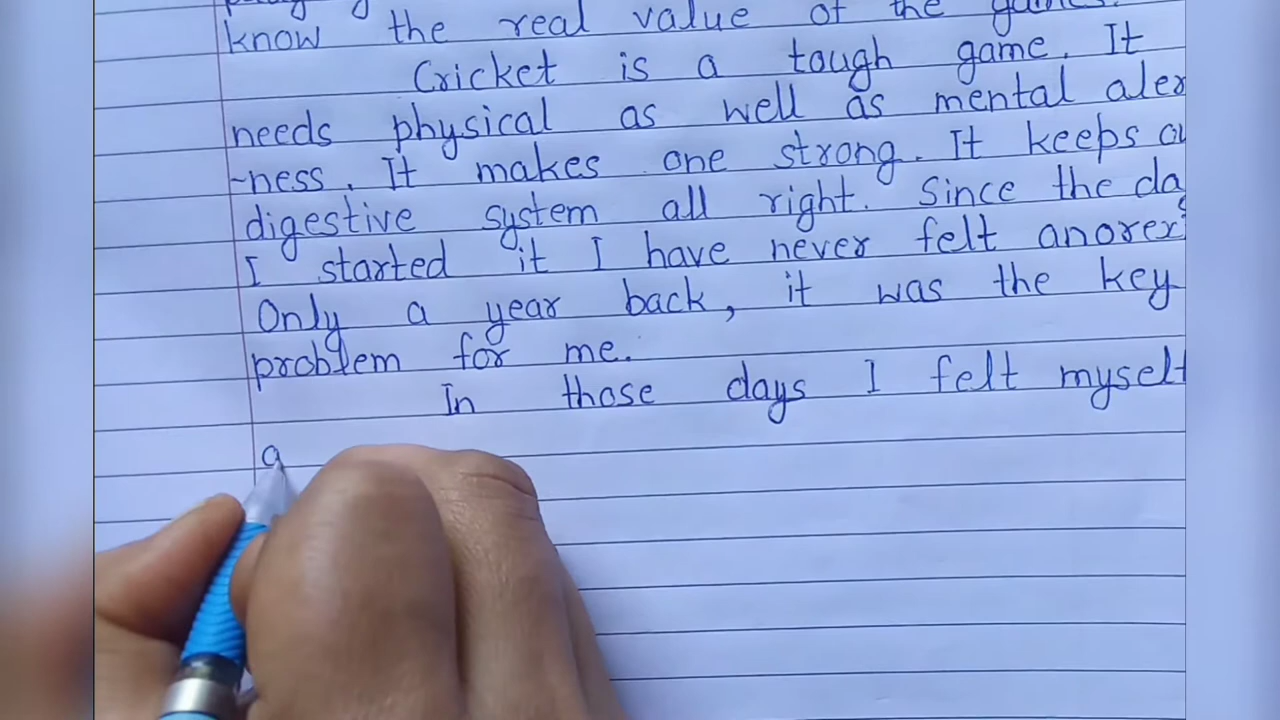 know the real value of the games.
Cricket is a tough game. It
needs physical as well as mental aler
-ness. It makes one strong. It keeps ou
digestive system all right. Since the da
I started it I have never felt anorex
Only a year back, it was the key
problem for me.
In those days I felt myself
a